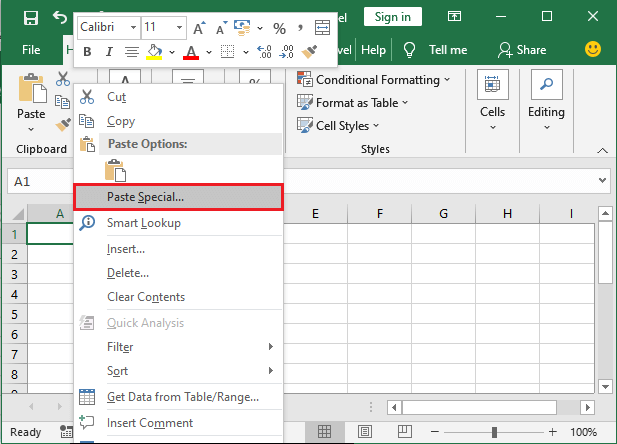 el
Sign in
Calibri
11
A
A
%
B
I
A
.00
.00
File
H
vel
Help
Tell me
Share
Paste
Clipboard
A
%
Conditional Formatting
Format as Table
Cell Styles
Styles
Cells
Editing
A1
Cut
Copy
Paste Options:
Paste Special...
Smart Lookup
Insert...
Delete...
Clear Contents
Quick Analysis
Filter
Sort
Get Data from Table/Range...
Insert Comment
A
E
F
G
H
I
1
2
3
4
5
6
7
8
Ready
100%